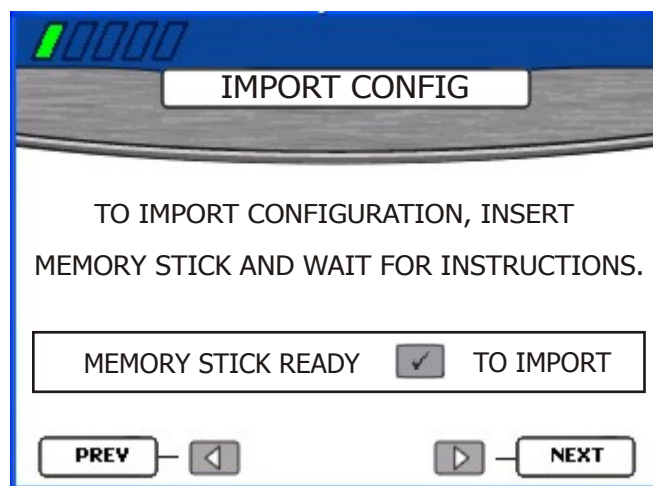 IMPORT CONFIG
TO IMPORT CONFIGURATION, INSERT
MEMORY STICK AND WAIT FOR INSTRUCTIONS.
MEMORY STICK READY ✓ TO IMPORT
PREV NEXT